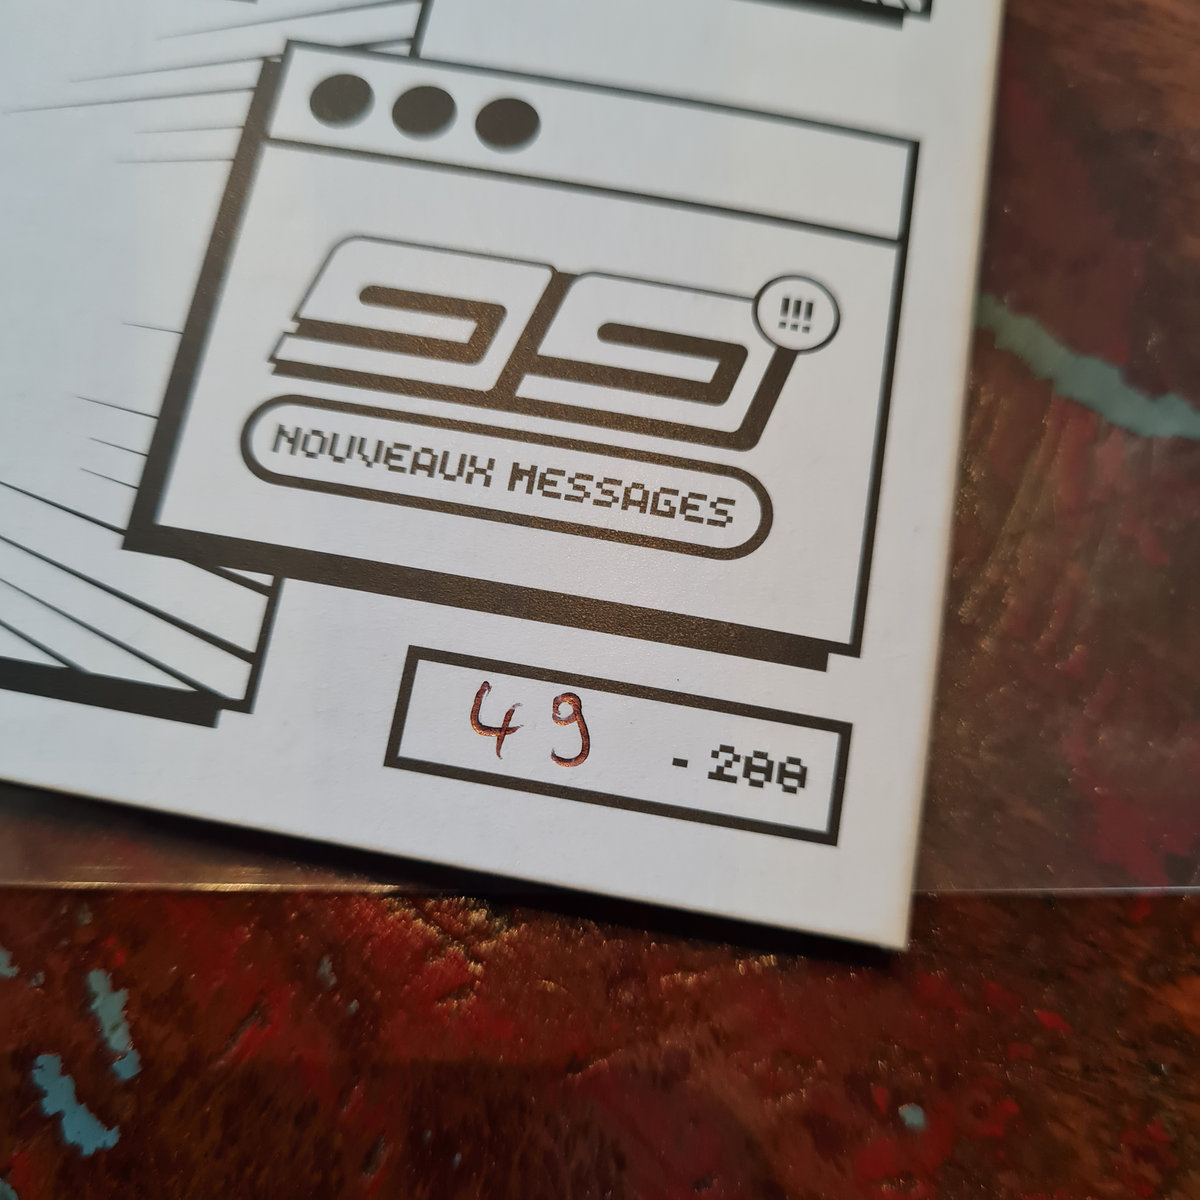 99 !!!
NOUVEAUX MESSAGES
49 - 200